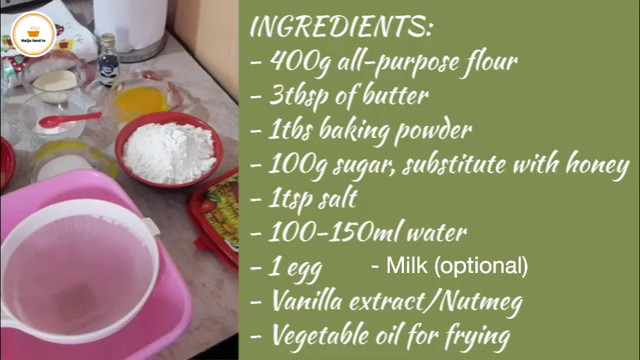 INGREDIENTS:
- 400g all-purpose flour
- 3tbsp of butter
- 1tbs baking powder
- 100g sugar, substitute with honey
- 1tsp salt
- 100-150ml water
- 1 egg - Milk (optional)
- Vanilla extract/Nutmeg
- Vegetable oil for frying